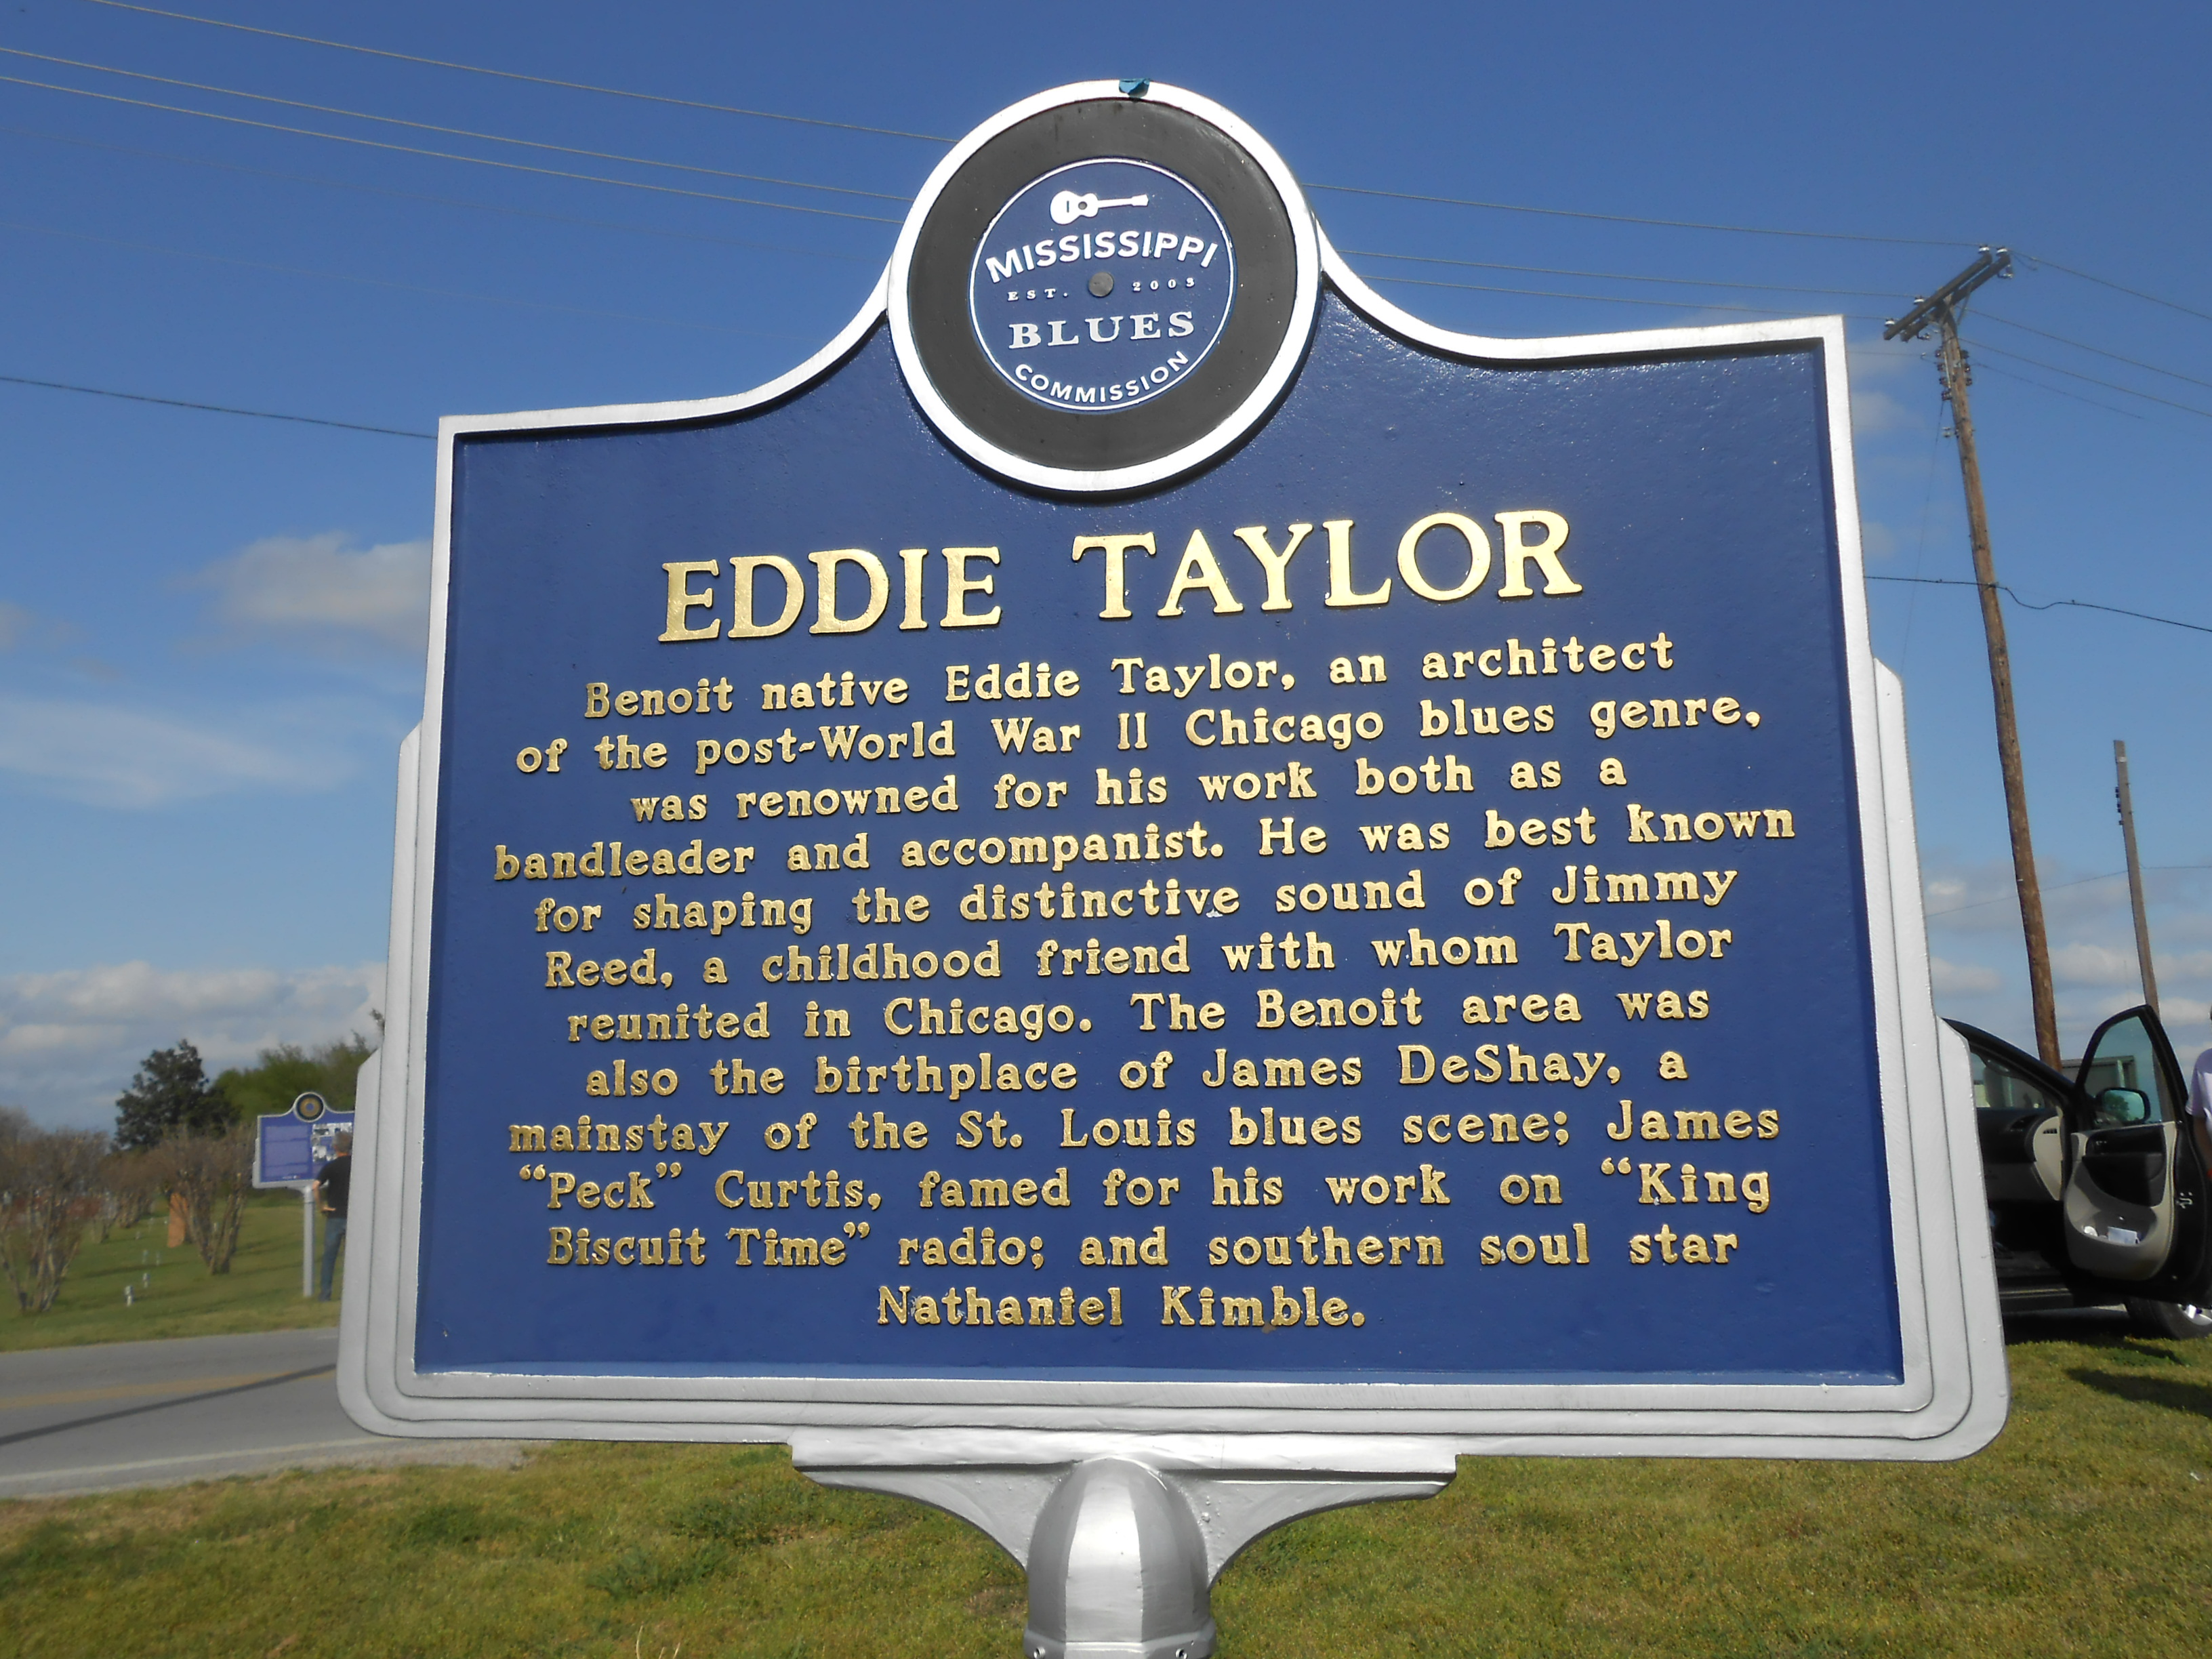 MISSISSIPPI
EST. 2003
BLUES
COMMISSION
EDDIE TAYLOR
Benoit native Eddie Taylor, an architect
of the post-World War II Chicago blues genre,
was renowned for his work both as a
bandleader and accompanist. He was best known
for shaping the distinctive sound of Jimmy
Reed, a childhood friend with whom Taylor
reunited in Chicago. The Benoit area was
also the birthplace of James DeShay, a
mainstay of the St. Louis blues scene; James
“Peck” Curtis, famed for his work on “King
Biscuit Time” radio; and southern soul star
Nathaniel Kimble.